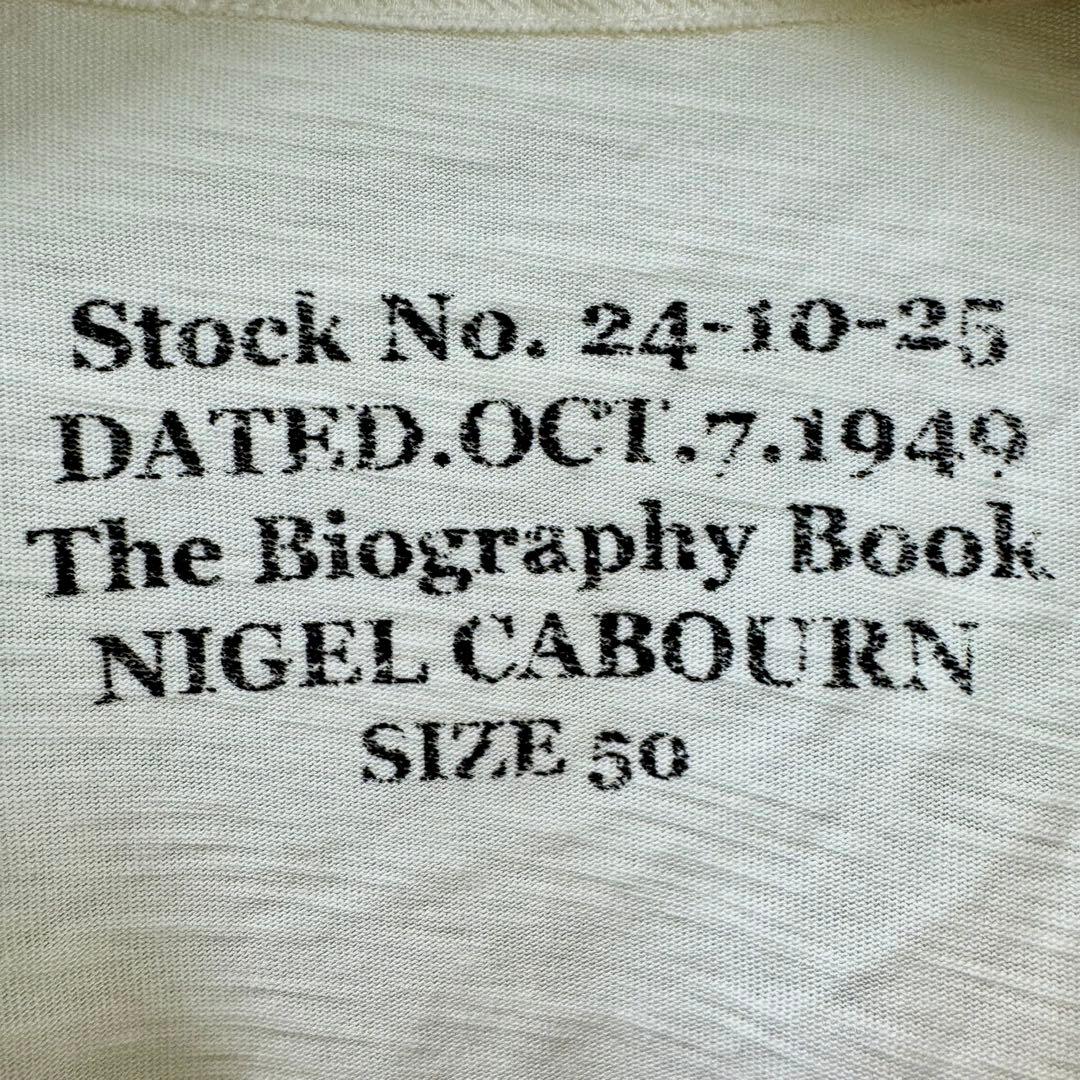 Stock No. 24-10-25
DATED.OCT.7.1949
The Biography Book
NIGEL CABOURN
SIZE 50